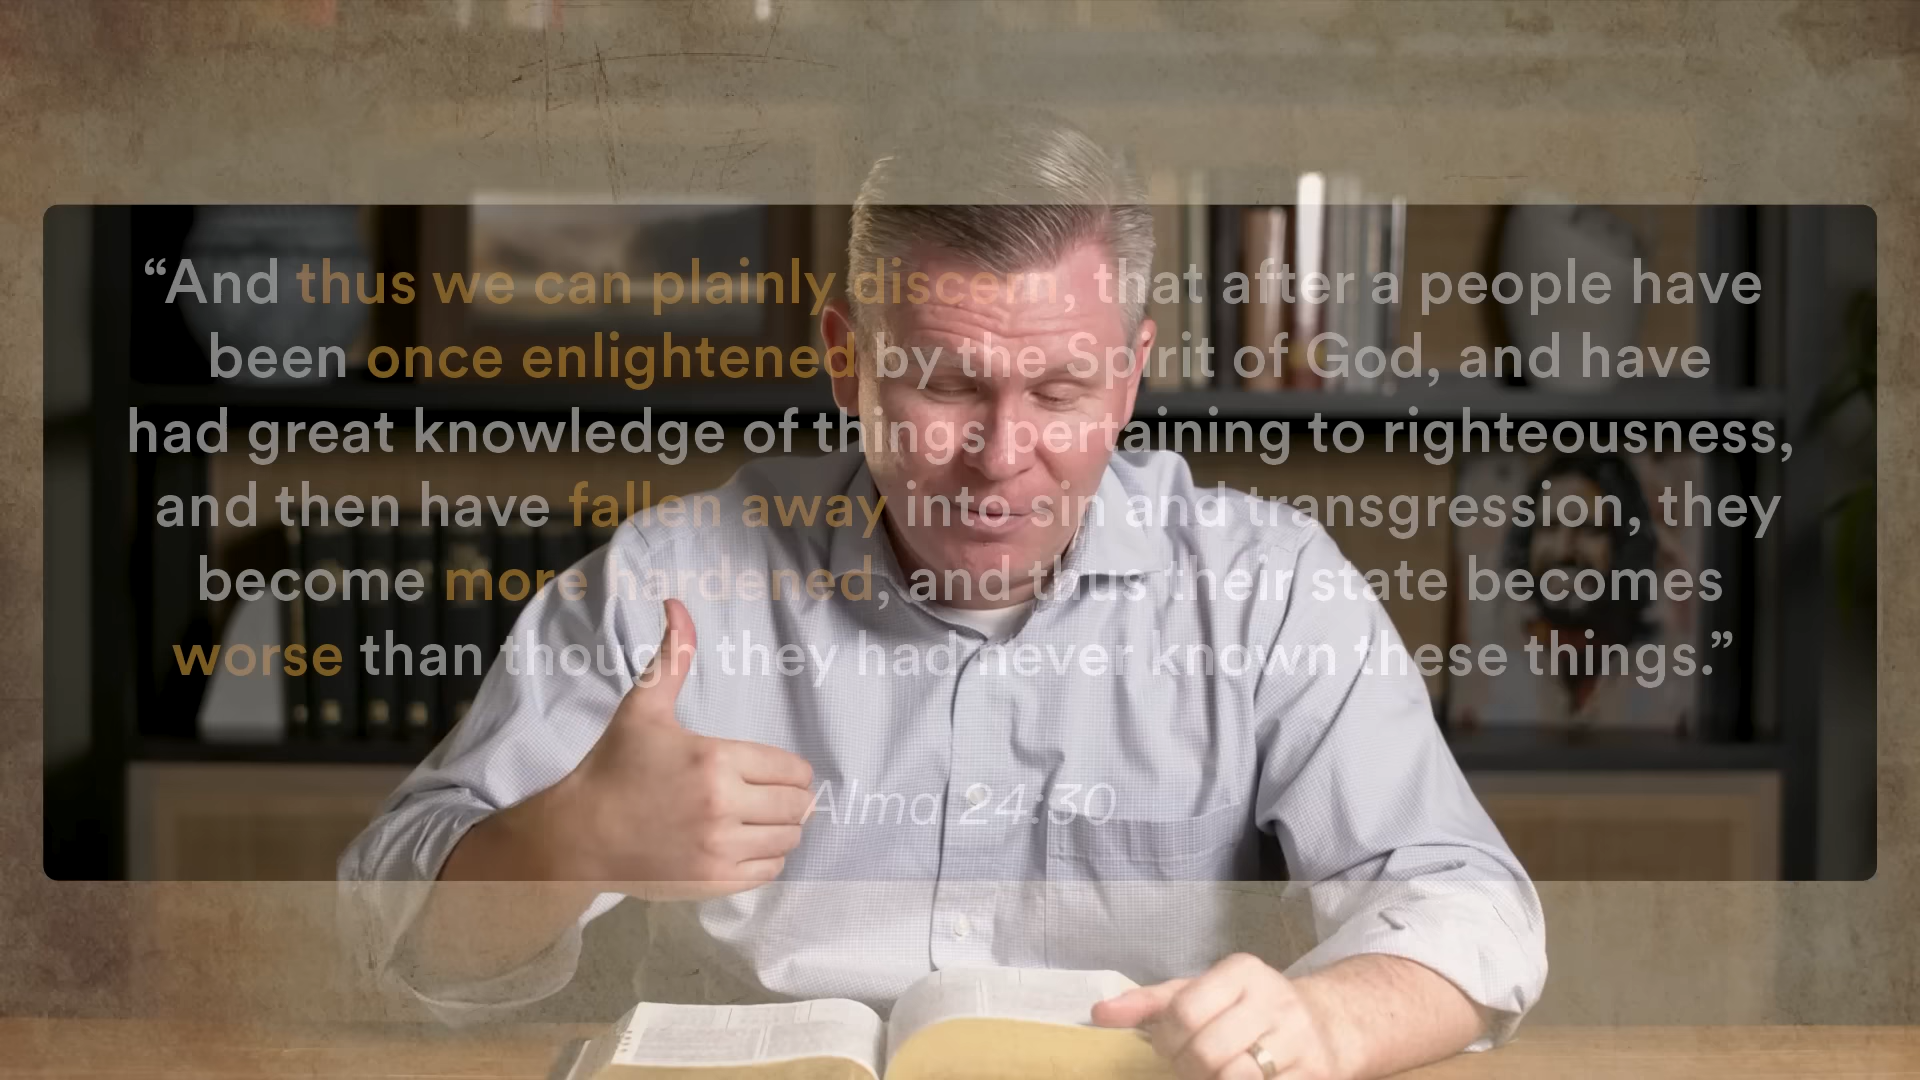 “And thus we can plainly discern, that after a people have
been once enlightened by the Spirit of God, and have
had great knowledge of things pertaining to righteousness,
and then have fallen away into sin and transgression, they
become more hardened, and thus their state becomes
worse than though they had never known these things.”
Alma 24:30